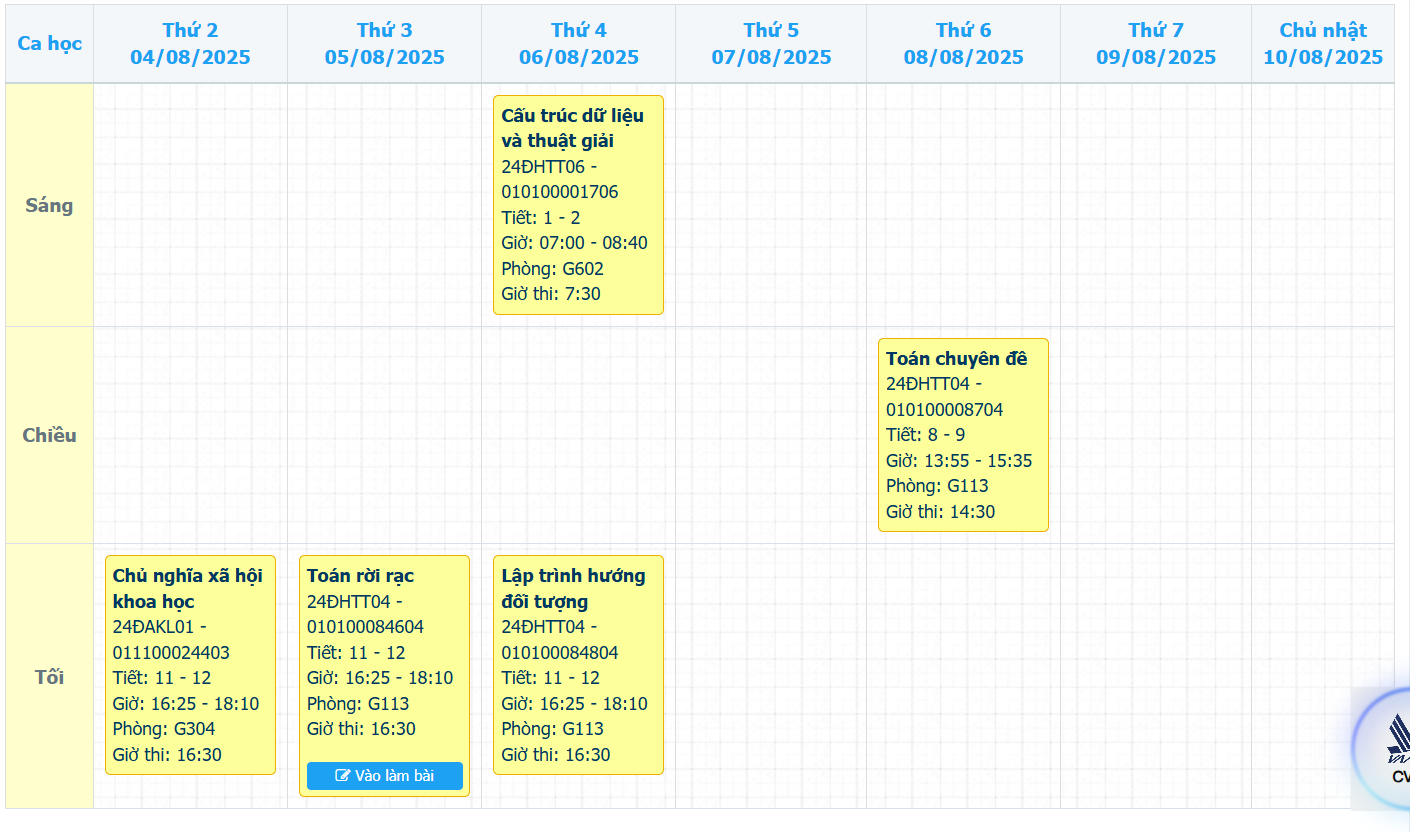 Ca học
Thứ 2
04/08/2025
Thứ 3
05/08/2025
Thứ 4
06/08/2025
Thứ 5
07/08/2025
Thứ 6
08/08/2025
Thứ 7
09/08/2025
Chủ nhật
10/08/2025
Sáng
Cấu trúc dữ liệu
và thuật giải
24ĐHTT06 -
010100001706
Tiết: 1 - 2
Giờ: 07:00 - 08:40
Phòng: G602
Giờ thi: 7:30
Chiều
Toán chuyên đề
24ĐHTT04 -
010100008704
Tiết: 8 - 9
Giờ: 13:55 - 15:35
Phòng: G113
Giờ thi: 14:30
Tối
Chủ nghĩa xã hội
khoa học
24ĐAKL01 -
011100024403
Tiết: 11 - 12
Giờ: 16:25 - 18:10
Phòng: G304
Giờ thi: 16:30
Toán rời rạc
24ĐHTT04 -
010100084604
Tiết: 11 - 12
Giờ: 16:25 - 18:10
Phòng: G113
Giờ thi: 16:30
Vào làm bài
Lập trình hướng
đối tượng
24ĐHTT04 -
010100084804
Tiết: 11 - 12
Giờ: 16:25 - 18:10
Phòng: G113
Giờ thi: 16:30
CV